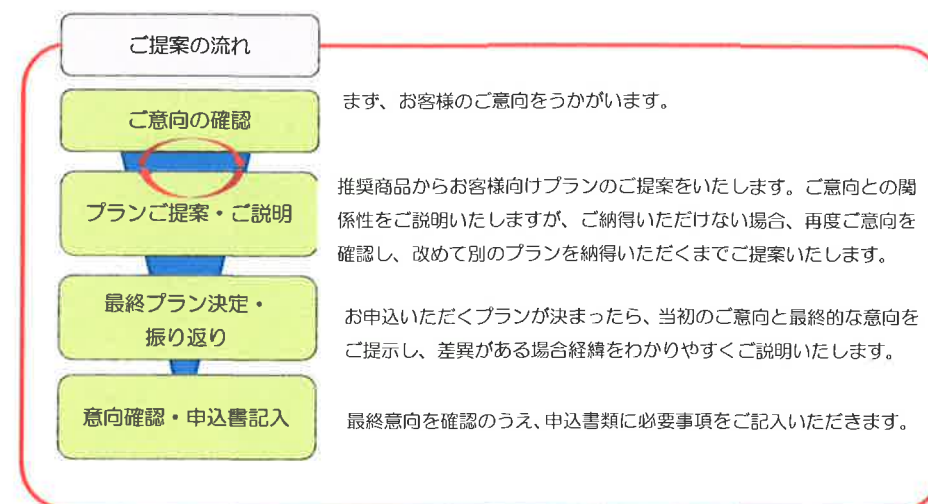 ご提案の流れ
ご意向の確認
まず、お客様のご意向をうかがいます。
プランご提案・ご説明
推奨商品からお客様向けプランのご提案をいたします。ご意向との関
係性をご説明いたしますが、ご納得いただけない場合、再度ご意向を
確認し、改めて別のプランを納得いただくまでご提案いたします。
最終プラン決定・
振り返り
お申込いただくプランが決まったら、当初のご意向と最終的な意向を
ご提示し、差異がある場合経緯をわかりやすくご説明いたします。
意向確認・申込書記入
最終意向を確認のうえ、申込書類に必要事項をご記入いただきます。